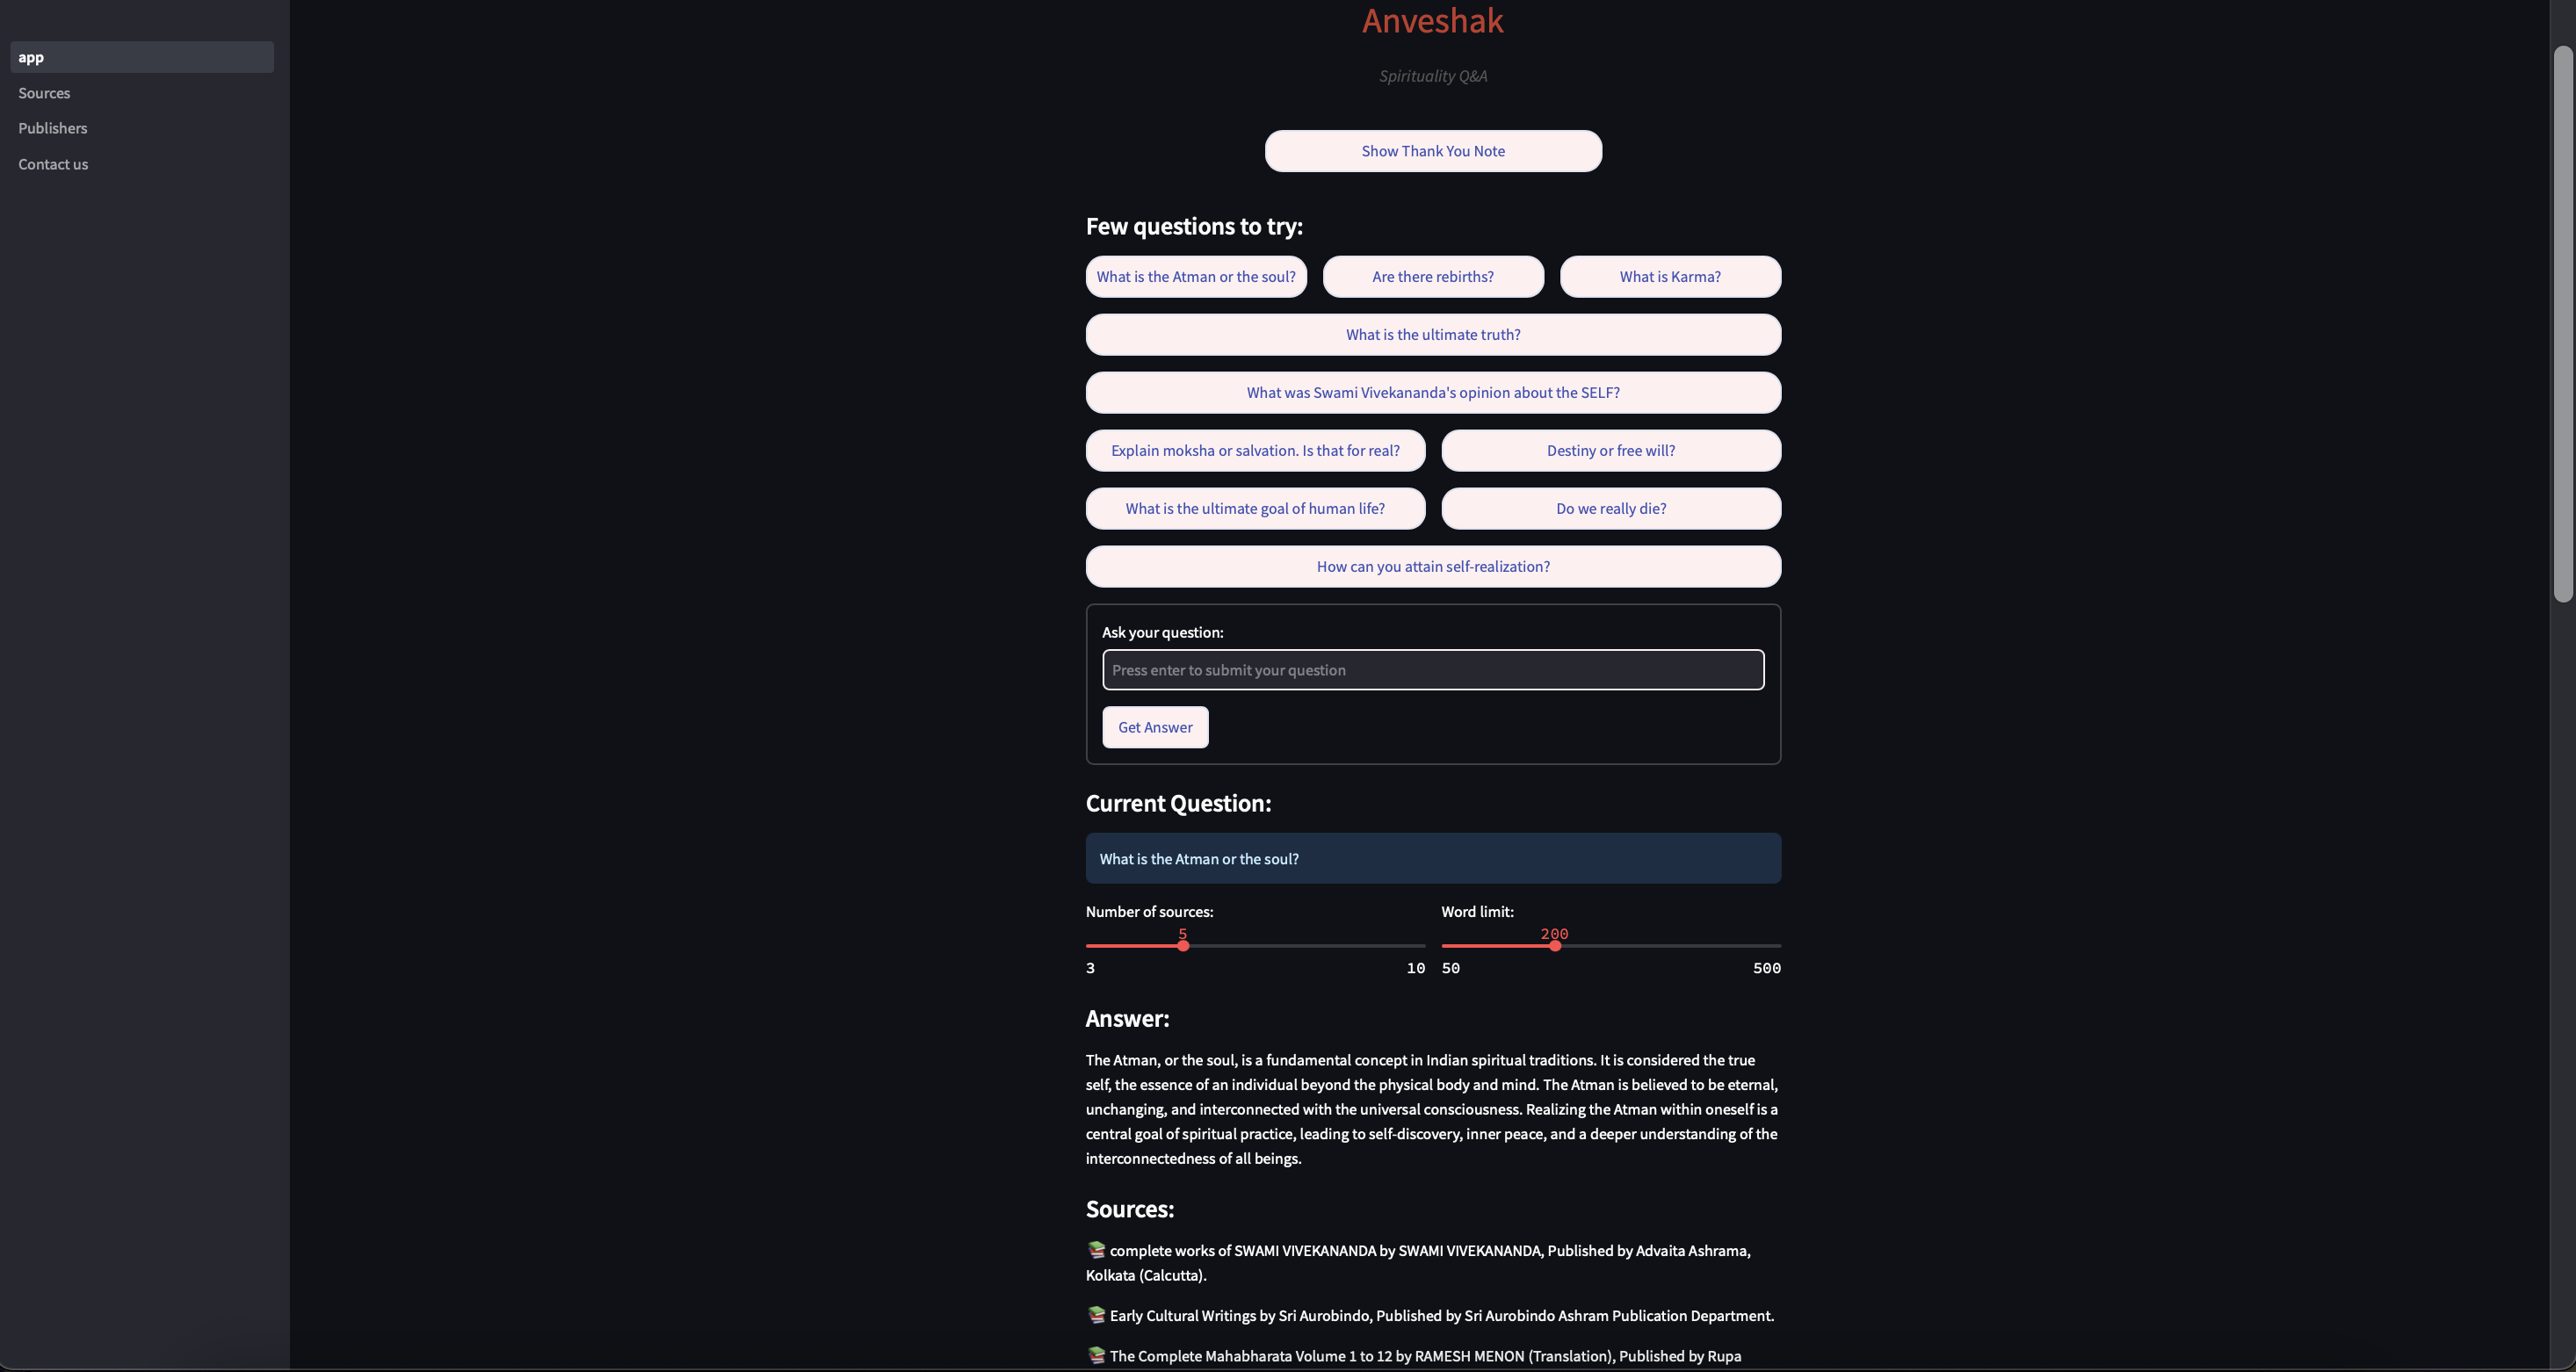 app
Sources
Publishers
Contact us
Anveshak
Spirituality Q&A
Show Thank You Note
Few questions to try:
What is the Atman or the soul?
Are there rebirths?
What is Karma?
What is the ultimate truth?
What was Swami Vivekananda's opinion about the SELF?
Explain moksha or salvation. Is that for real?
Destiny or free will?
What is the ultimate goal of human life?
Do we really die?
How can you attain self-realization?
Ask your question:
Press enter to submit your question
Get Answer
Current Question:
What is the Atman or the soul?
Number of sources:
5
3
10
Word limit:
200
50
500
Answer:
The Atman, or the soul, is a fundamental concept in Indian spiritual traditions. It is considered the true
self, the essence of an individual beyond the physical body and mind. The Atman is believed to be eternal,
unchanging, and interconnected with the universal consciousness. Realizing the Atman within oneself is a
central goal of spiritual practice, leading to self-discovery, inner peace, and a deeper understanding of the
interconnectedness of all beings.
Sources:
📚 complete works of SWAMI VIVEKANANDA by SWAMI VIVEKANANDA, Published by Advaita Ashrama,
Kolkata (Calcutta).
📚 Early Cultural Writings by Sri Aurobindo, Published by Sri Aurobindo Ashram Publication Department.
📚 The Complete Mahabharata Volume 1 to 12 by RAMESH MENON (Translation), Published by Rupa